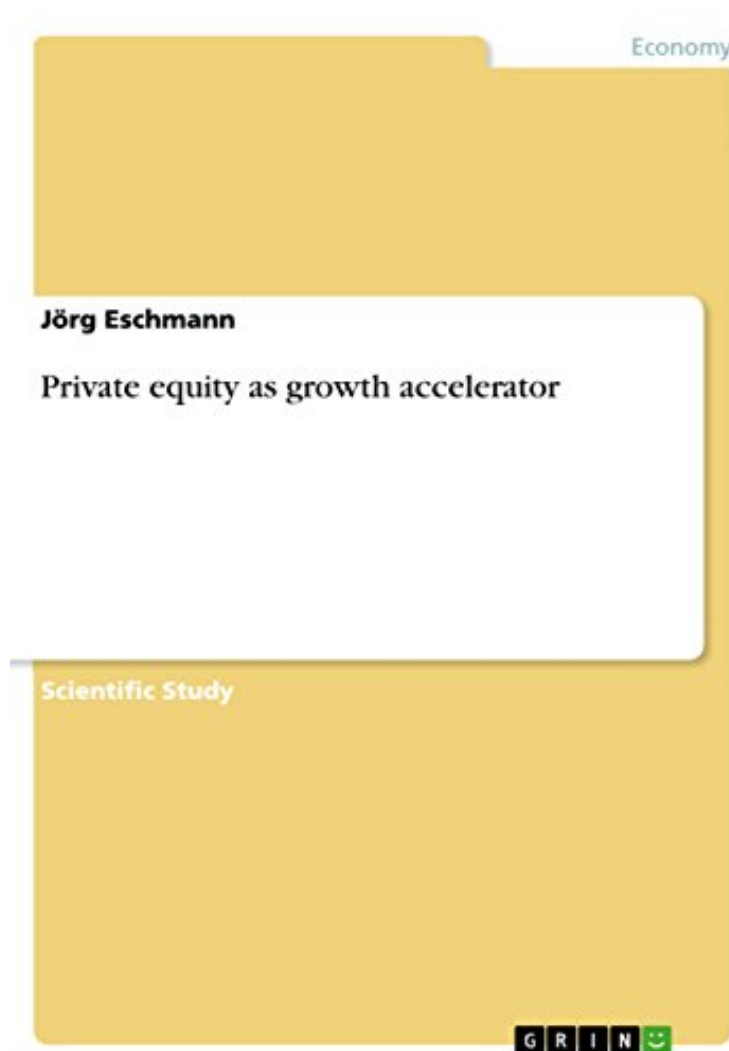 Economy
Jörg Eschmann
Private equity as growth accelerator
Scientific Study
GRIN